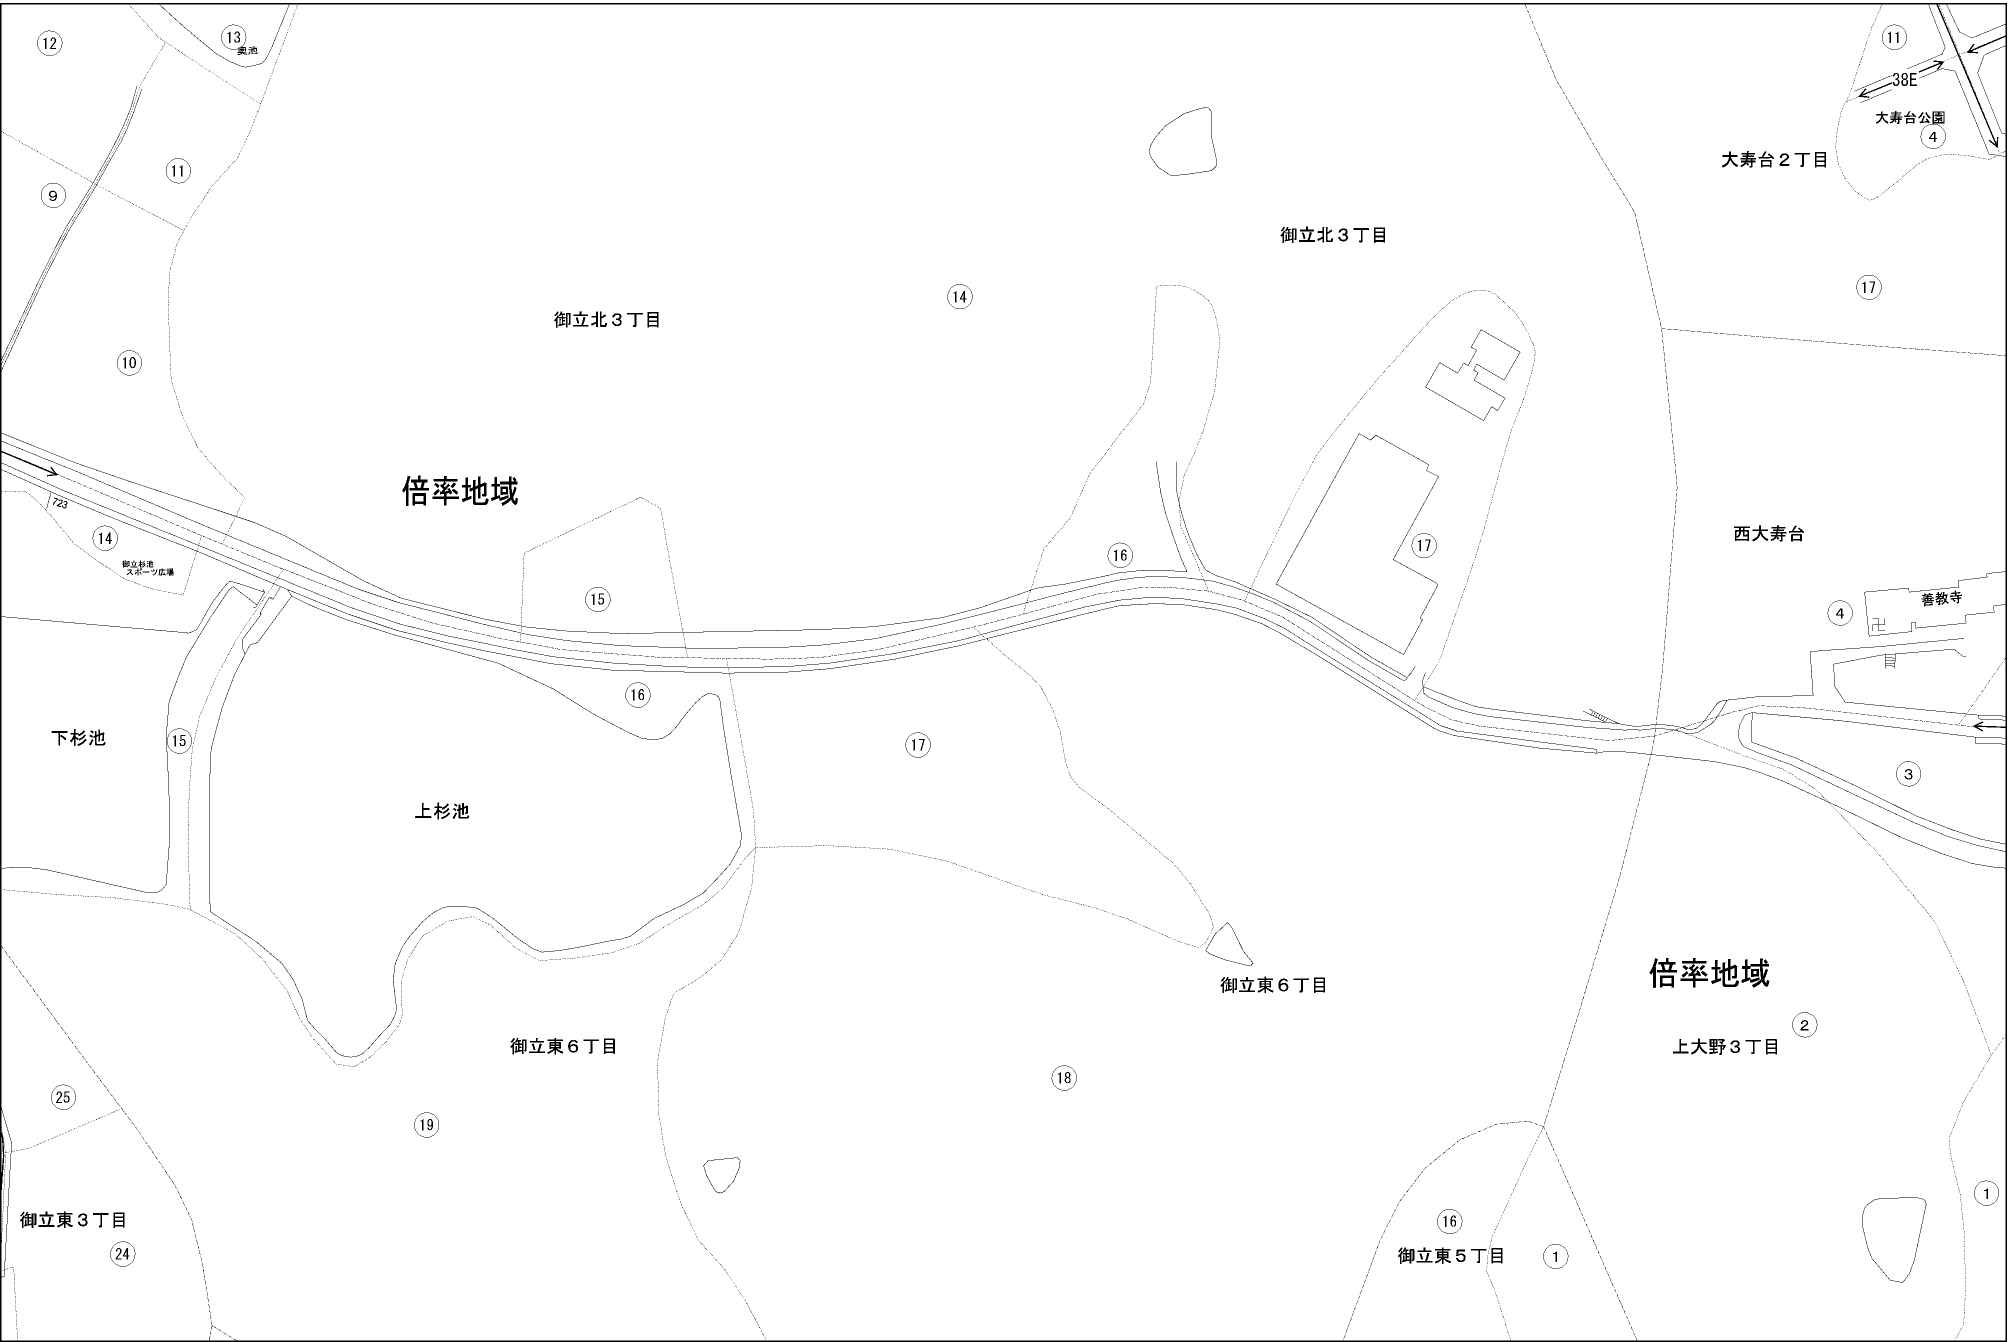 12
13
奥池
11
38E
大寿台公園
4
大寿台２丁目
11
9
御立北３丁目
17
14
御立北３丁目
10
倍率地域
723
14
御立杉池
スポーツ広場
西大寿台
17
16
15
4
善教寺
卍
16
下杉池
15
17
3
上杉池
倍率地域
御立東６丁目
2
上大野３丁目
御立東６丁目
18
25
19
1
御立東３丁目
16
24
御立東５丁目
1